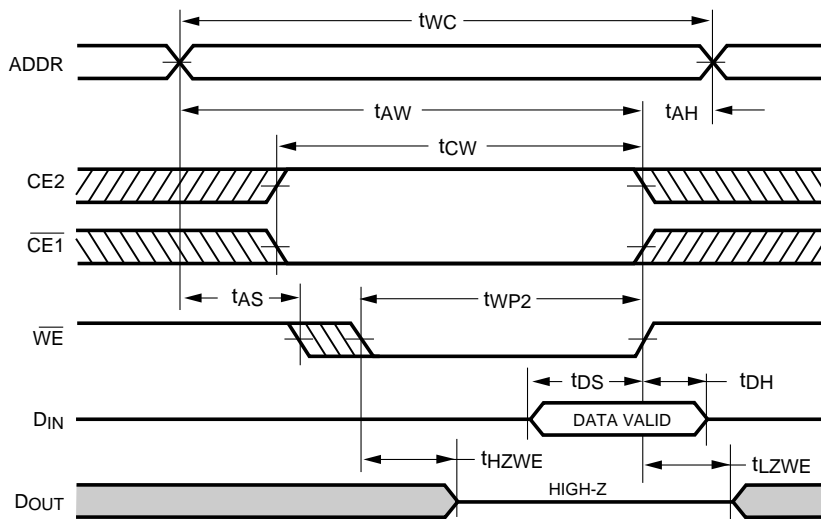 tWC
ADDR
tAW
tAH
tCW
CE2
CE1
tAS
tWP2
WE
tDS
tDH
DIN
DATA VALID
tHZWE
tLZWE
DOUT
HIGH-Z